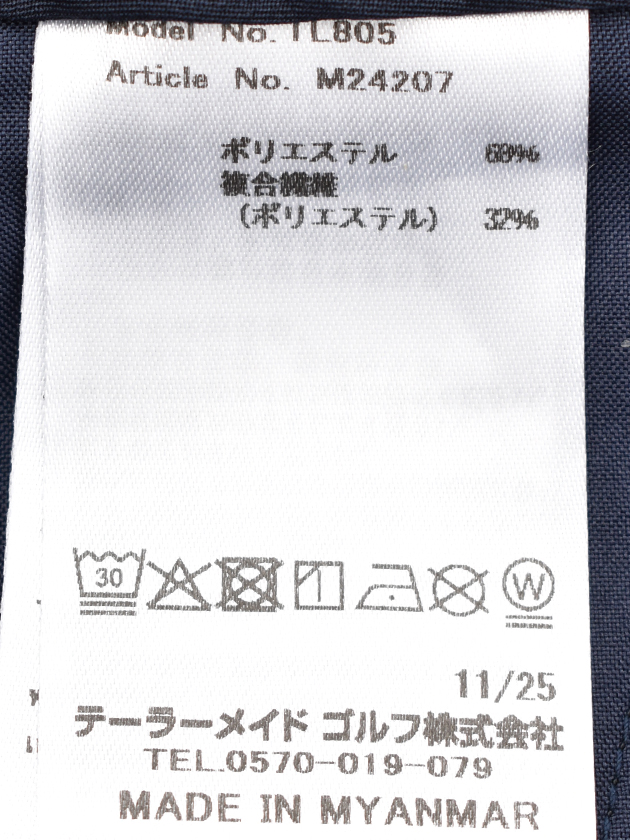 Model No. TL805
Article No. M24207
ポリエステル 68%
複合繊維
(ポリエステル) 32%
30
W
11/25
テーラーメイド ゴルフ株式会社
TEL.0570-019-079
MADE IN MYANMAR